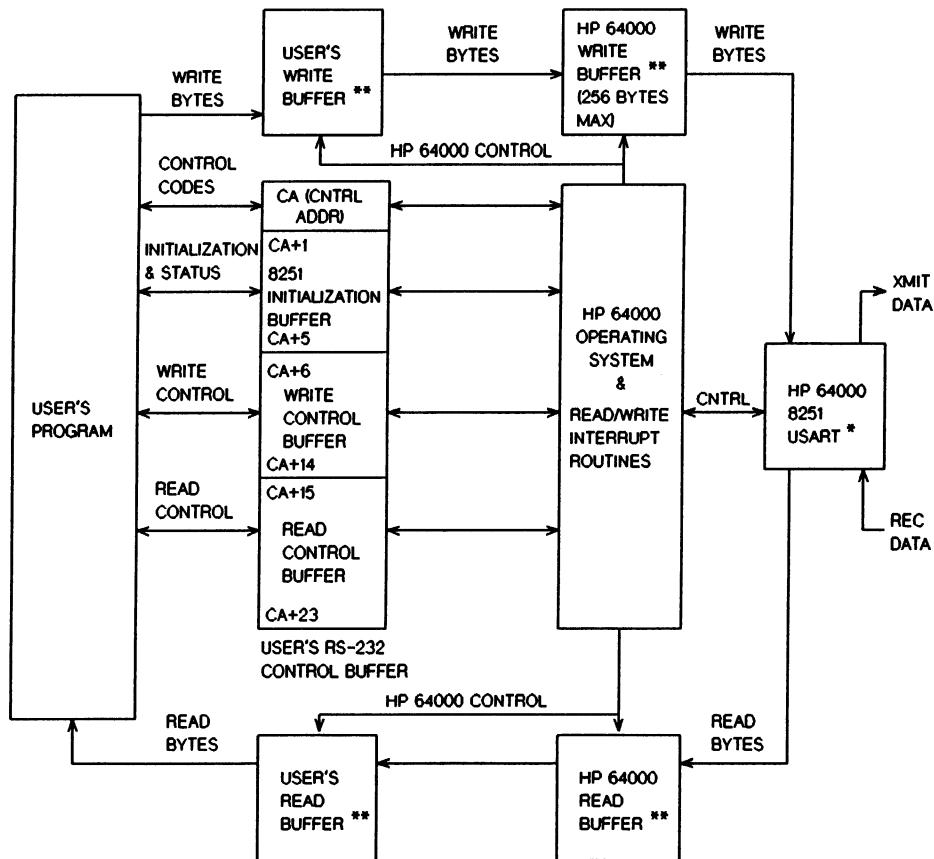 WRITE
BYTES
USER'S
WRITE
BUFFER **
WRITE
BYTES
HP 64000
WRITE
BUFFER **
(256 BYTES
MAX)
WRITE
BYTES
HP 64000 CONTROL
CONTROL
CODES
CA (CNTRL
ADDR)
INITIALIZATION
& STATUS
CA+1
8251
INITIALIZATION
BUFFER
CA+5
WRITE
CONTROL
CA+6
WRITE
CONTROL
BUFFER
CA+14
READ
CONTROL
CA+15
READ
CONTROL
BUFFER
CA+23
USER'S RS-232
CONTROL BUFFER
USER'S
PROGRAM
HP 64000
OPERATING
SYSTEM
&
READ/WRITE
INTERRUPT
ROUTINES
CNTRL
XMIT
DATA
HP 64000
8251
USART *
REC
DATA
HP 64000 CONTROL
READ
BYTES
USER'S
READ
BUFFER **
HP 64000
READ
BUFFER **
READ
BYTES